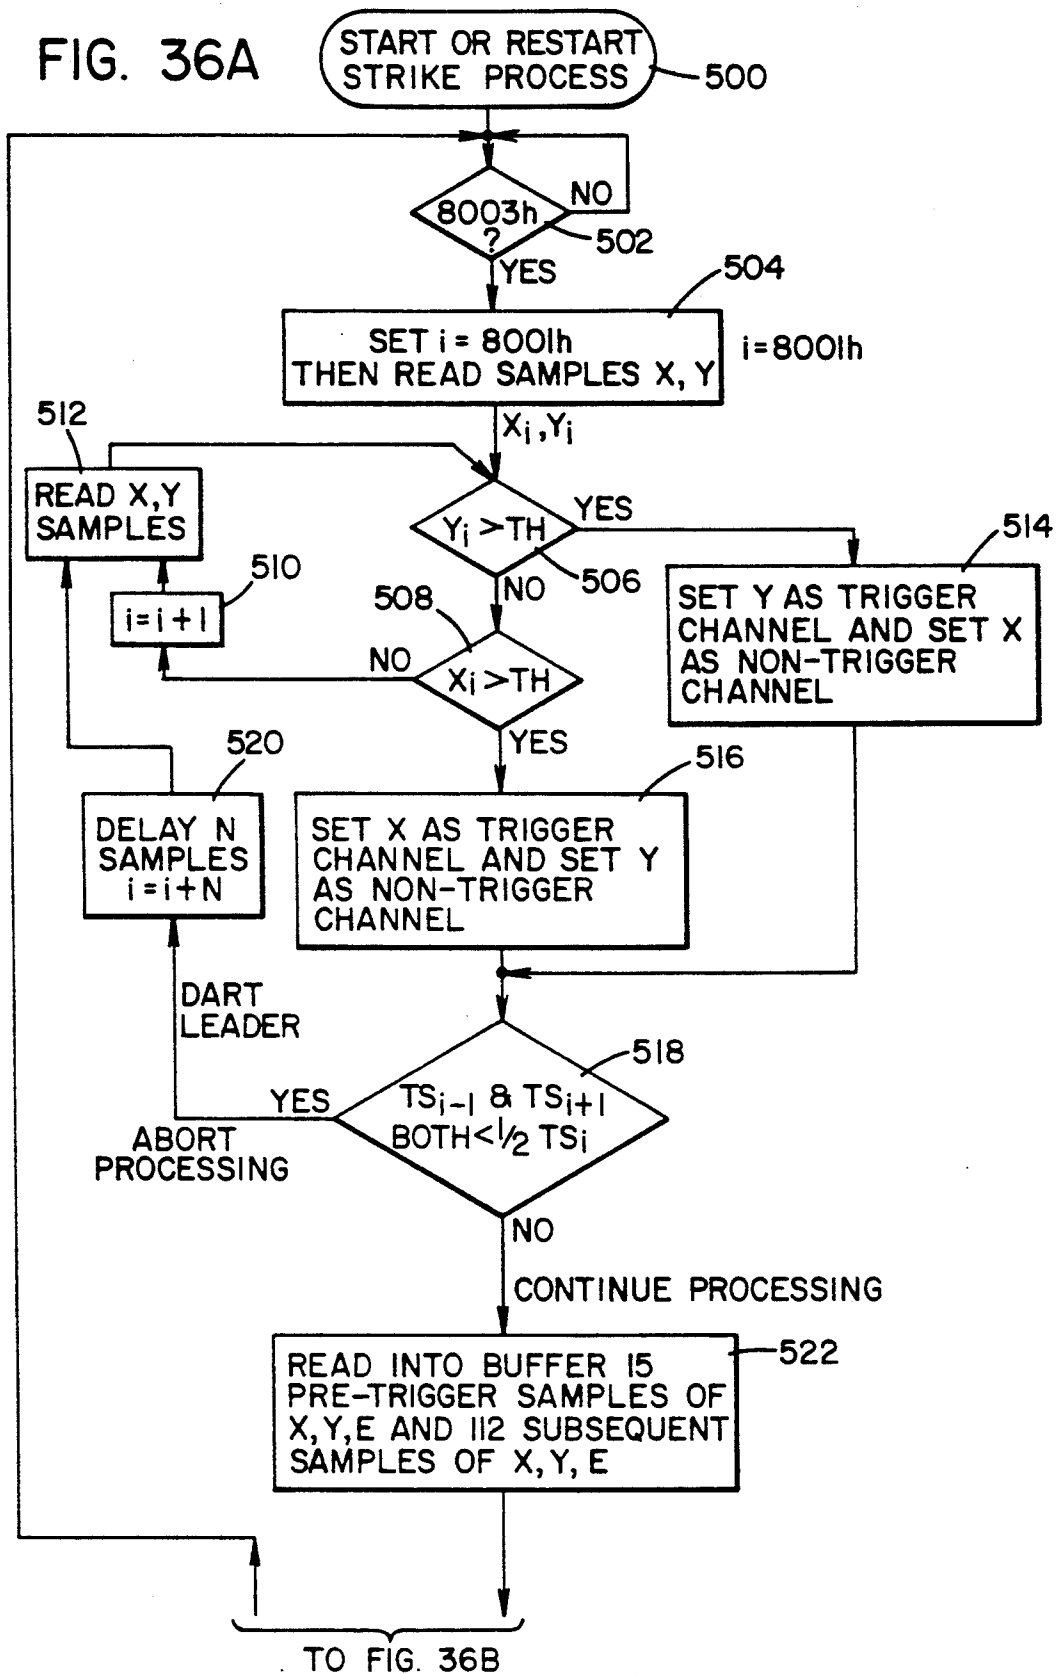 FIG. 36A
START OR RESTART
STRIKE PROCESS
500
8003h
?
NO
502
YES
504
SET i = 8001h
THEN READ SAMPLES X, Y
i=8001h
Xi,Yi
512
READ X,Y
SAMPLES
Yi >TH
YES
506
NO
514
SET Y AS TRIGGER
CHANNEL AND SET X
AS NON-TRIGGER
CHANNEL
510
i=i+1
508
Xi >TH
NO
YES
516
SET X AS TRIGGER
CHANNEL AND SET Y
AS NON-TRIGGER
CHANNEL
520
DELAY N
SAMPLES
i=i+N
DART
LEADER
518
TSi-1 & TSi+1
BOTH<1/2 TSi
YES
ABORT
PROCESSING
NO
CONTINUE PROCESSING
522
READ INTO BUFFER 15
PRE-TRIGGER SAMPLES OF
X,Y,E AND 112 SUBSEQUENT
SAMPLES OF X,Y, E
TO FIG. 36B